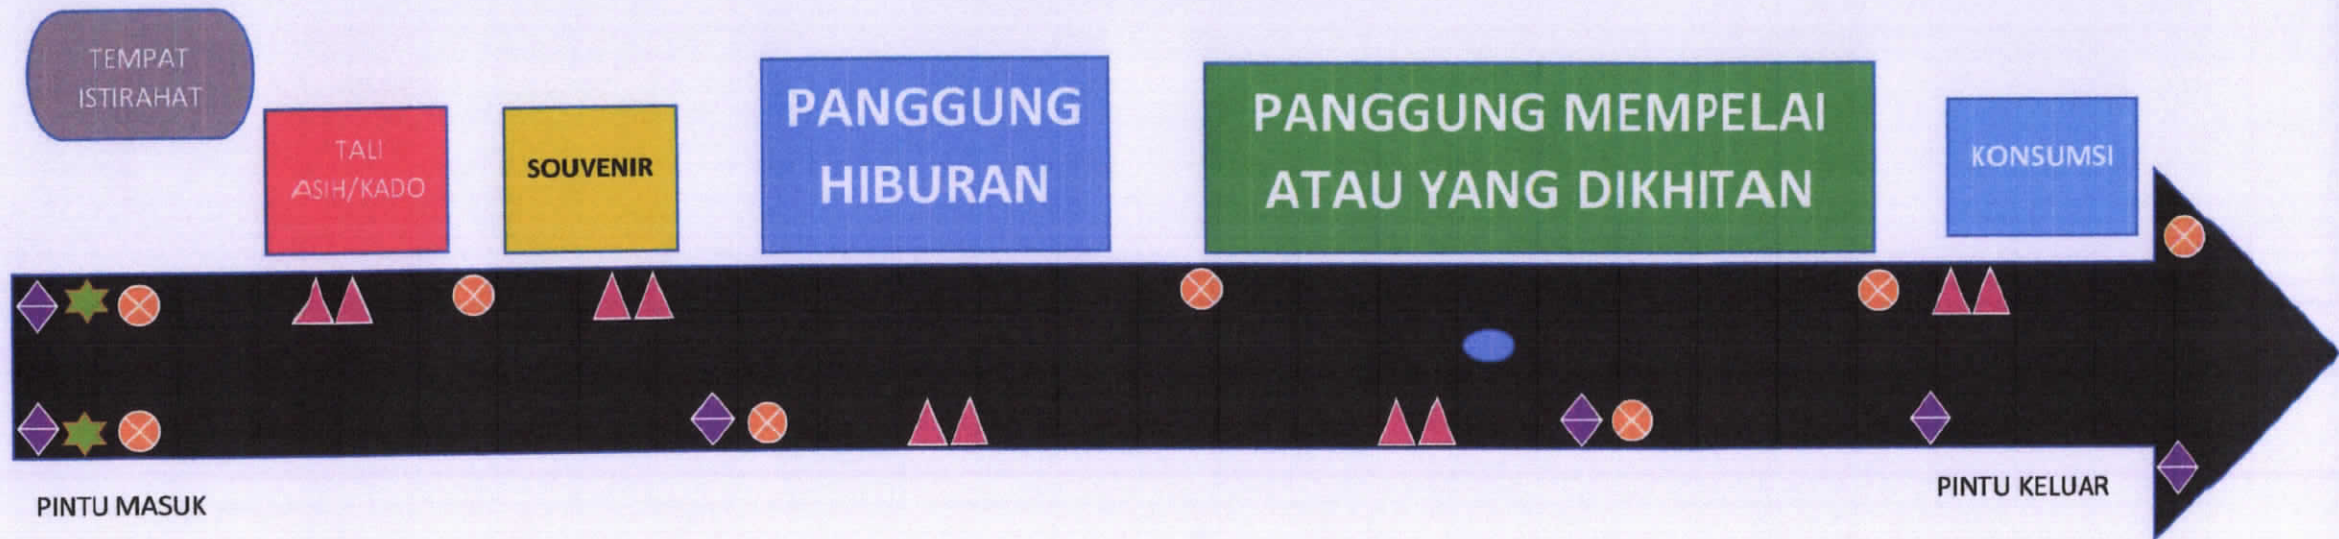 TEMPAT
ISTIRAHAT
TALI
ASIH/KADO
SOUVENIR
PANGGUNG
HIBURAN
PANGGUNG MEMPELAI
ATAU YANG DIKHITAN
KONSUMSI
PINTU MASUK
PINTU KELUAR